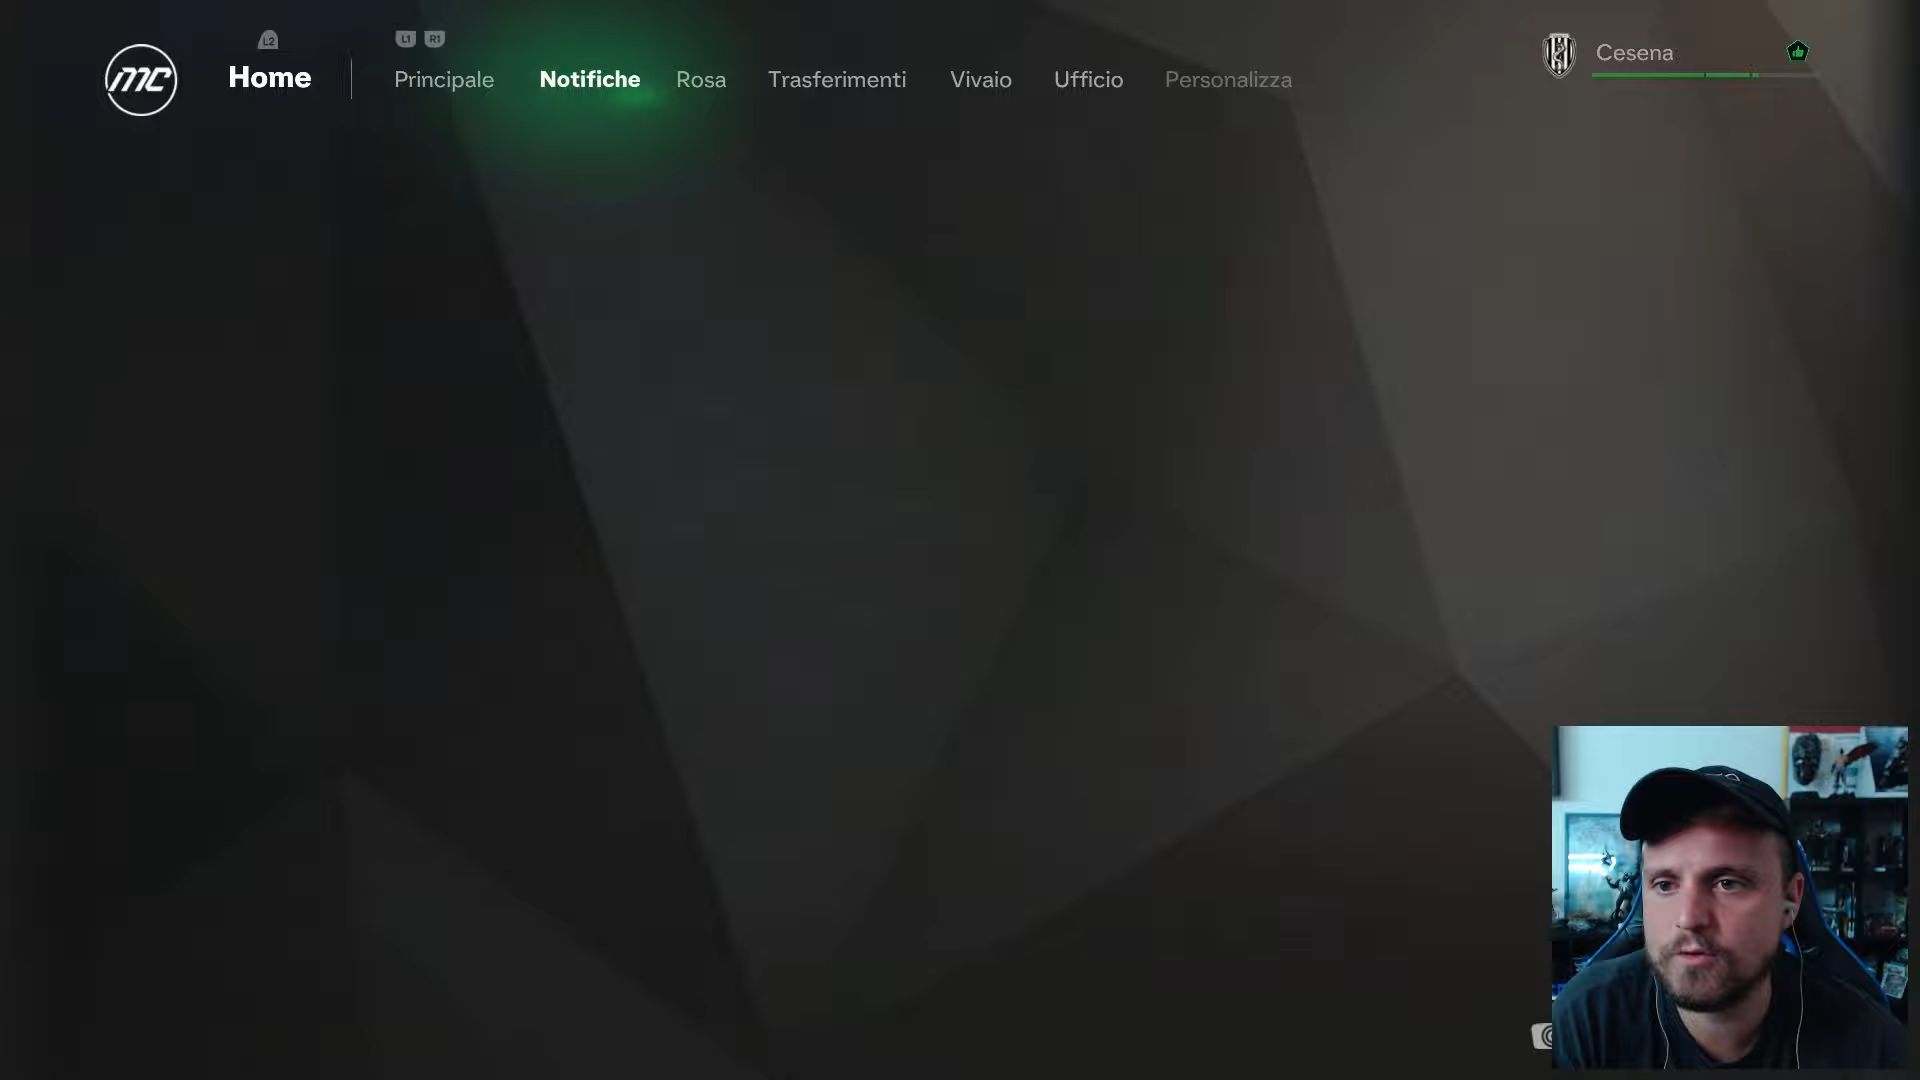 L2
L1 R1
MC
Home
Principale
Notifiche
Rosa
Trasferimenti
Vivaio
Ufficio
Personalizza
Cesena